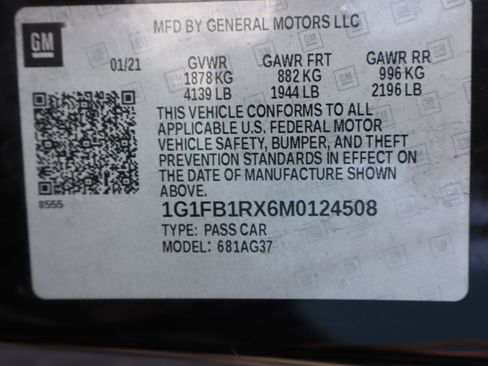 GM
MFD BY GENERAL MOTORS LLC
01/21 GVWR GAWR FRT GAWR RR
1878 KG 882 KG 996 KG
4139 LB 1944 LB 2196 LB
THIS VEHICLE CONFORMS TO ALL
APPLICABLE U.S. FEDERAL MOTOR
VEHICLE SAFETY, BUMPER, AND THEFT
PREVENTION STANDARDS IN EFFECT ON
THE DATE OF MANUFACTURE SHOWN
ABOVE.
8555
1G1FB1RX6M0124508
TYPE: PASS CAR
MODEL: 681AG37